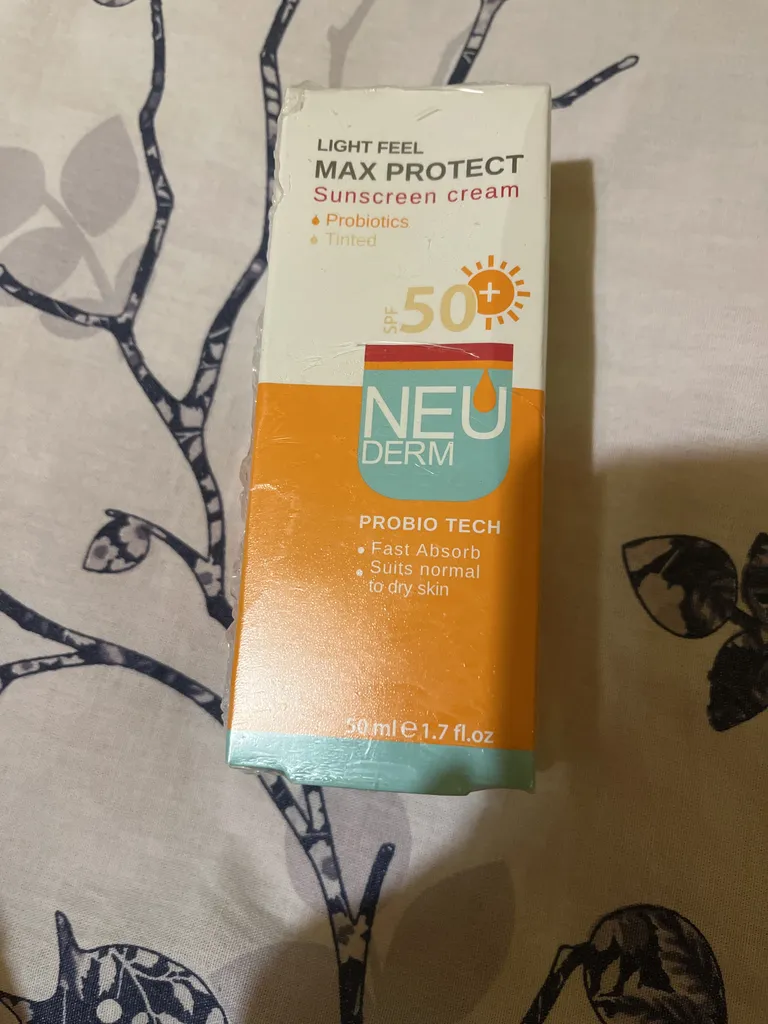 LIGHT FEEL
MAX PROTECT
Sunscreen cream
Probiotics
Tinted
SPF 50+
NEU
DERM
PROBIO TECH
• Fast Absorb
• Suits normal
to dry skin
50 ml ℮ 1.7 fl.oz